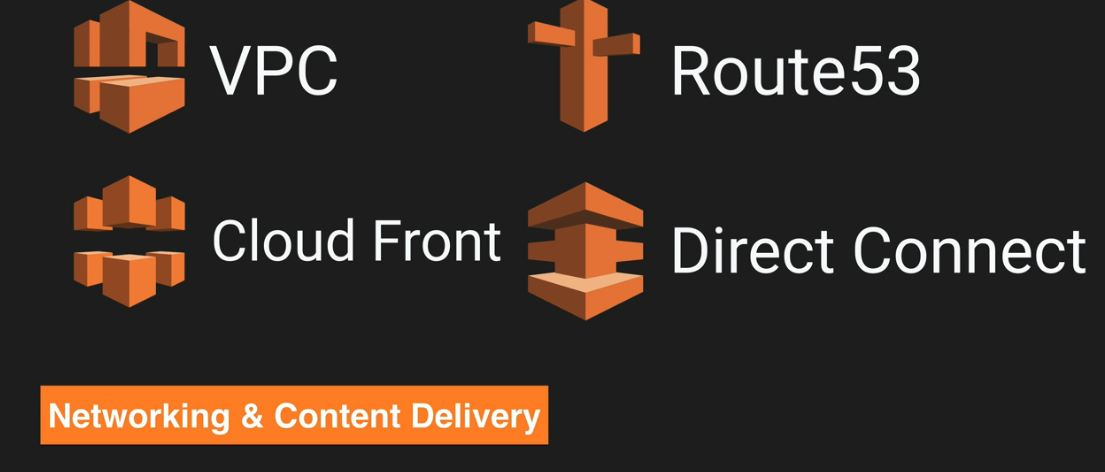 VPC
Route53
Cloud Front
Direct Connect
Networking & Content Delivery